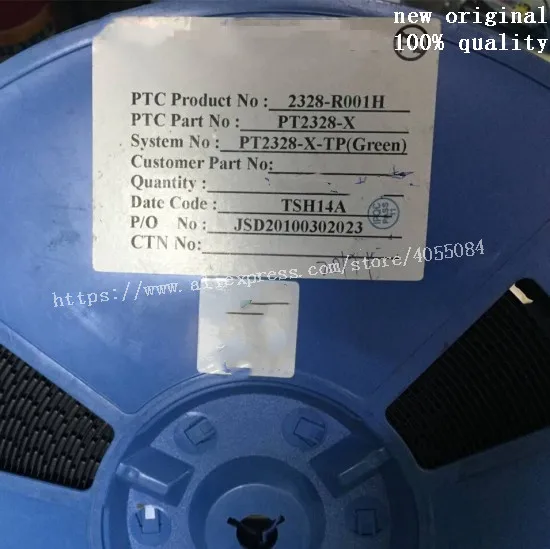 new original
100% quality
PTC Product No : 2328-R001H
PTC Part No : PT2328-X
System No : PT2328-X-TP(Green)
Customer Part No:
Quantity :
Date Code : TSH14A
P/O No : JSD20100302023
CTN No:
https://www.aliexpress.com/store/4055084